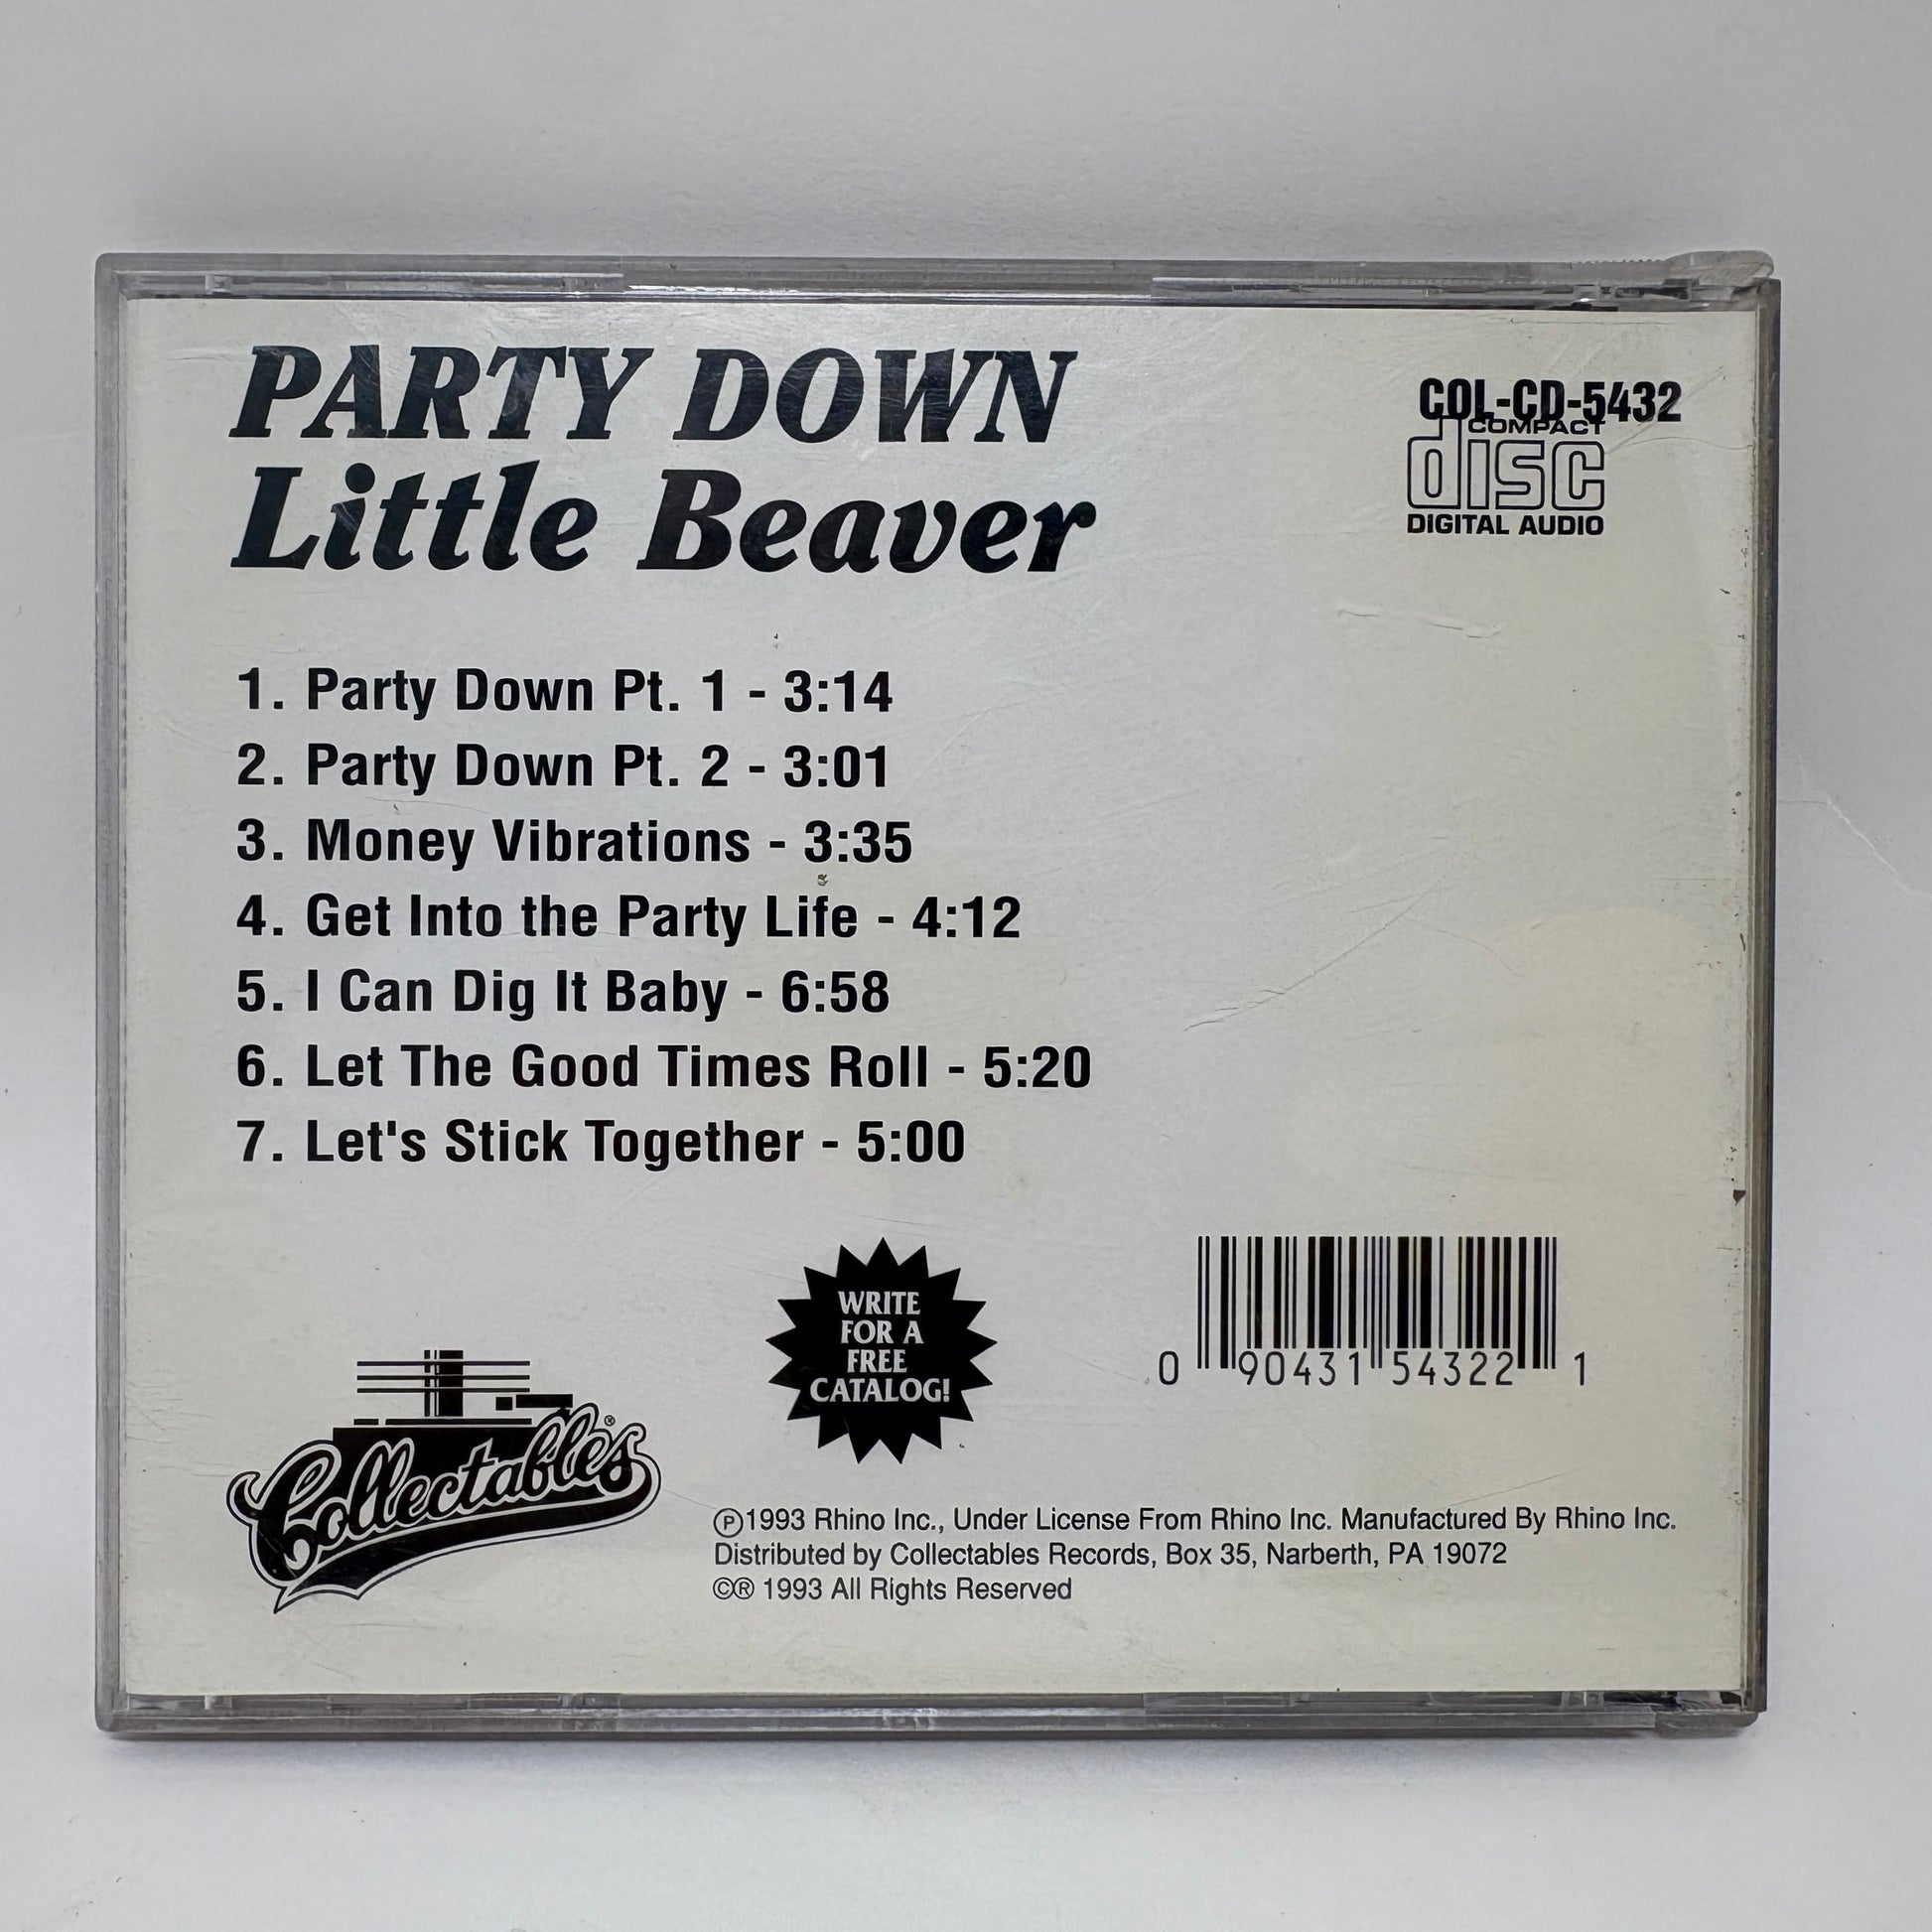 PARTY DOWN
Little Beaver
COL-CD-5432
COMPACT
disc
DIGITAL AUDIO
1. Party Down Pt. 1 - 3:14
2. Party Down Pt. 2 - 3:01
3. Money Vibrations - 3:35
4. Get Into the Party Life - 4:12
5. I Can Dig It Baby - 6:58
6. Let The Good Times Roll - 5:20
7. Let's Stick Together - 5:00
WRITE
FOR A
FREE
CATALOG!
0 90431 54322 1
Collectables®
Ⓟ1993 Rhino Inc., Under License From Rhino Inc. Manufactured By Rhino Inc.
Distributed by Collectables Records, Box 35, Narberth, PA 19072
©® 1993 All Rights Reserved